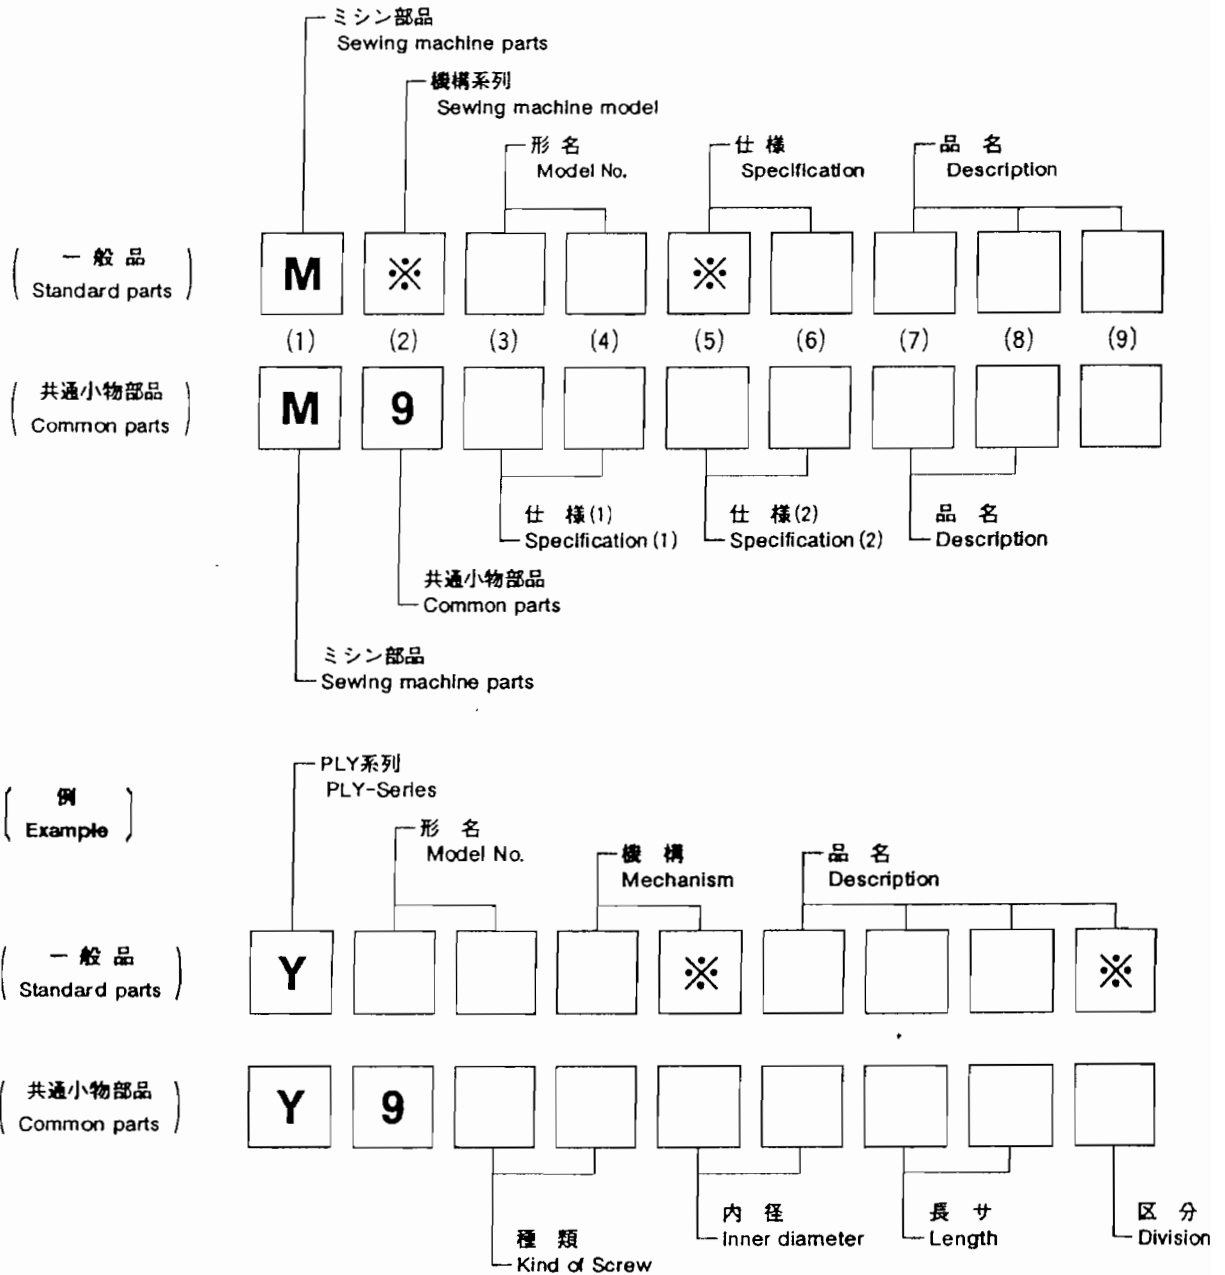 ミシン部品
Sewing machine parts
機構系列
Sewing machine model
形名
Model No.
仕様
Specification
品名
Description
(一般品
Standard parts)
M ※ ※
(1) (2) (3) (4) (5) (6) (7) (8) (9)
(共通小物部品
Common parts)
M 9
仕様(1)
Specification (1)
仕様(2)
Specification (2)
品名
Description
共通小物部品
Common parts
ミシン部品
Sewing machine parts
PLY系列
PLY-Series
(例
Example)
形名
Model No.
機構
Mechanism
品名
Description
(一般品
Standard parts)
Y ※ ※
(共通小物部品
Common parts)
Y 9
種類
Kind of Screw
内径
Inner diameter
長サ
Length
区分
Division